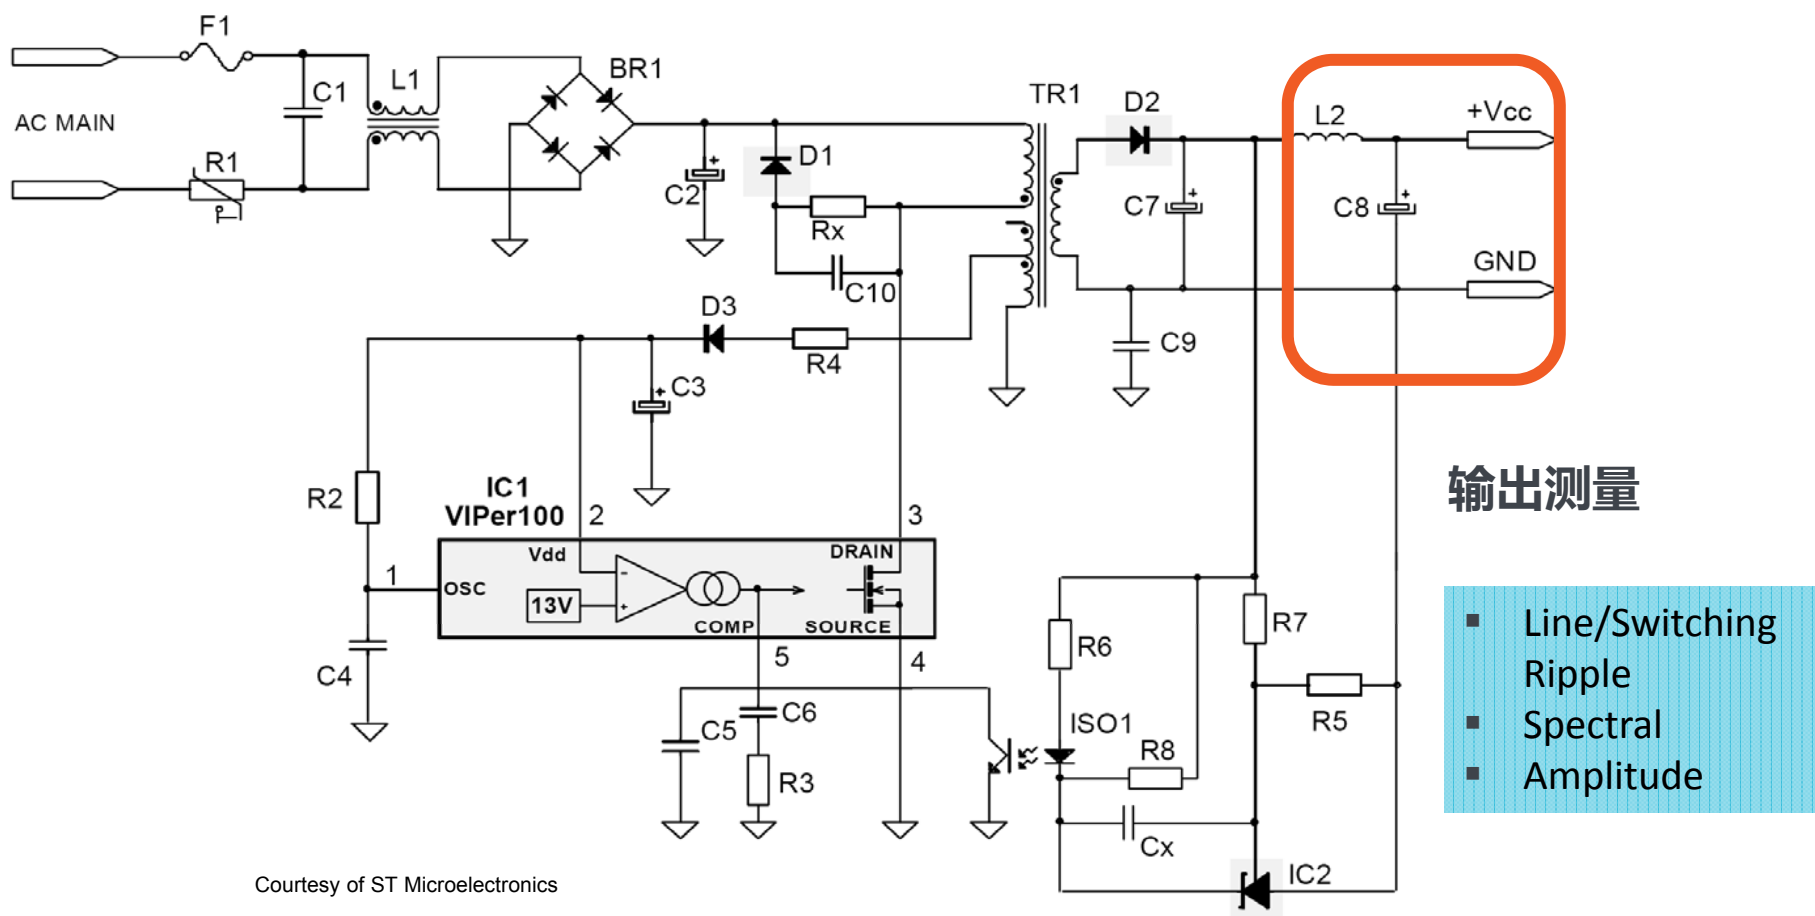 F1
C1
L1
BR1
AC MAIN
R1
C2
D1
Rx
C10
TR1
D2
C7
L2
+Vcc
C8
GND
C9
D3
R4
C3
R2
IC1
VIPer100
2
3
Vdd
DRAIN
1
OSC
13V
COMP
SOURCE
5
4
C4
C5
C6
R3
ISO1
R6
R7
R8
R5
Cx
IC2
+
+
+
+
+
-
+
输出测量
▪ Line/Switching
Ripple
▪ Spectral
▪ Amplitude
Courtesy of ST Microelectronics